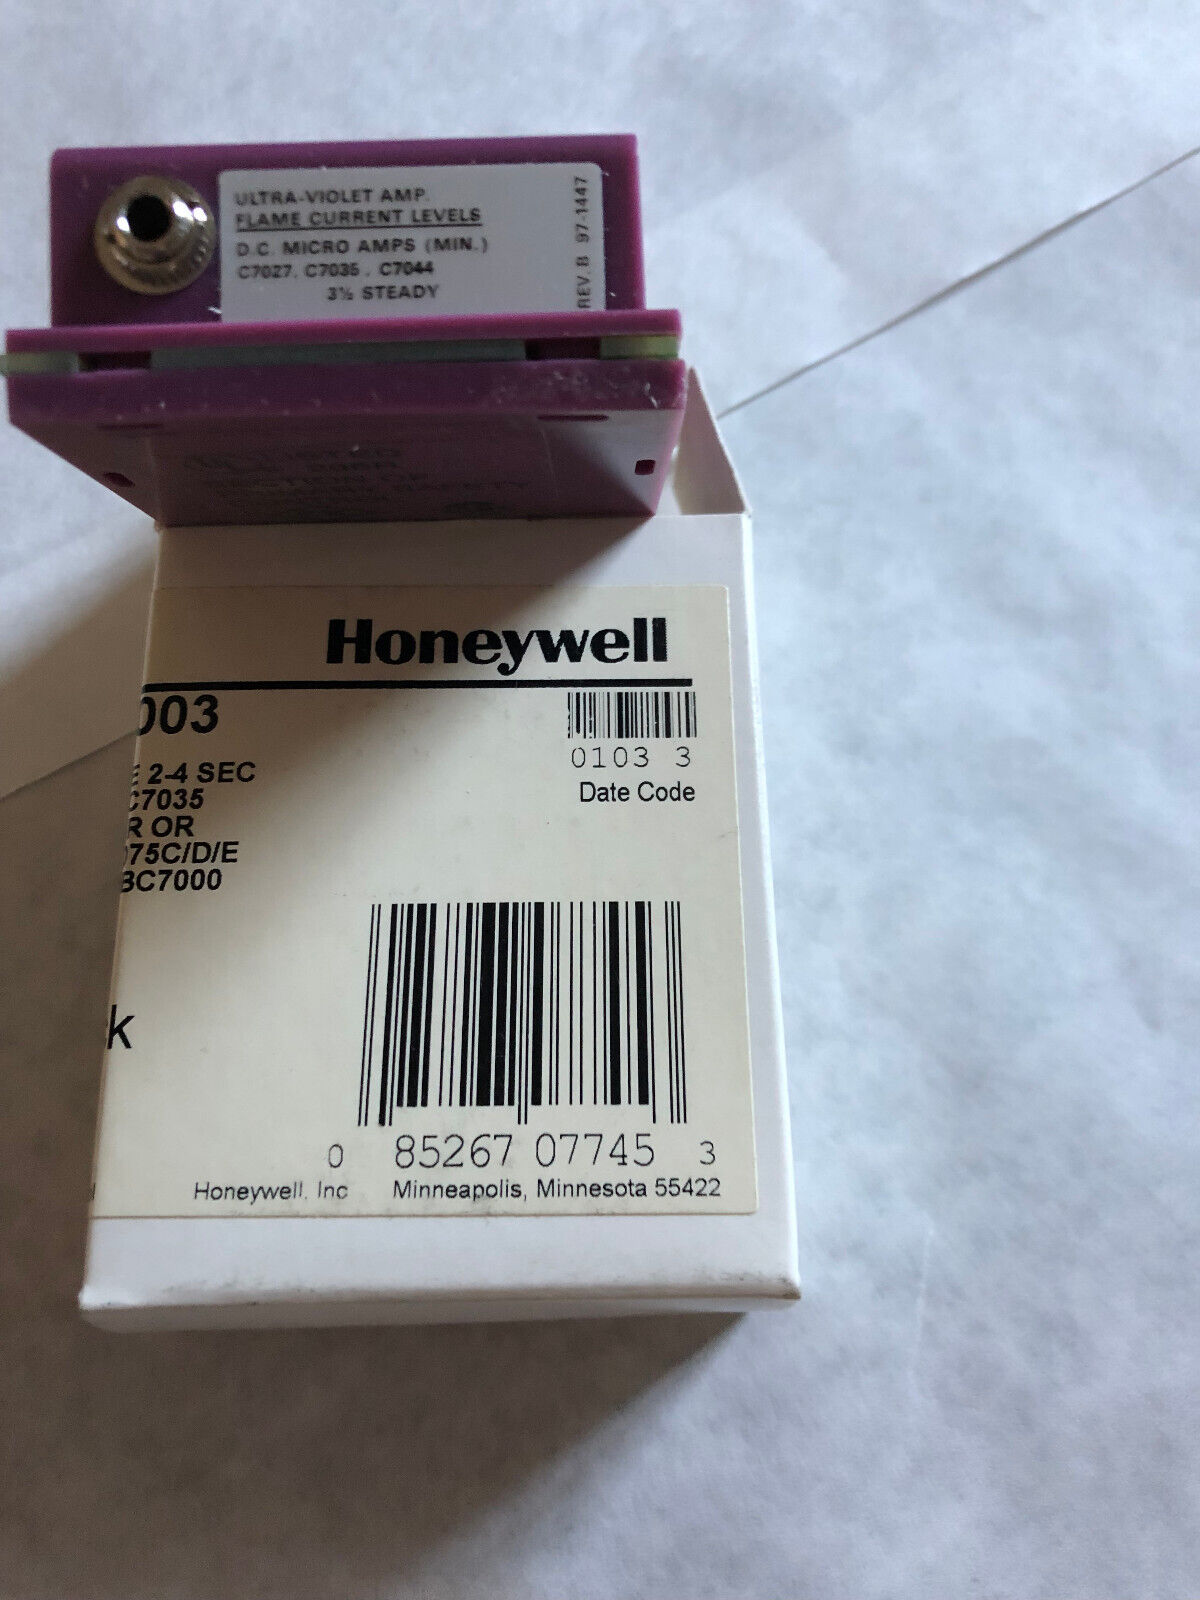 ULTRA-VIOLET AMP.
FLAME CURRENT LEVELS
D.C. MICRO AMPS (MIN.)
C7027, C7035, C7044
3½ STEADY
REV. B 97-1447
Honeywell
003
2-4 SEC
C7035
R OR
075C/D/E
BC7000
0103 3
Date Code
k
0 85267 07745 3
Honeywell, Inc Minneapolis, Minnesota 55422